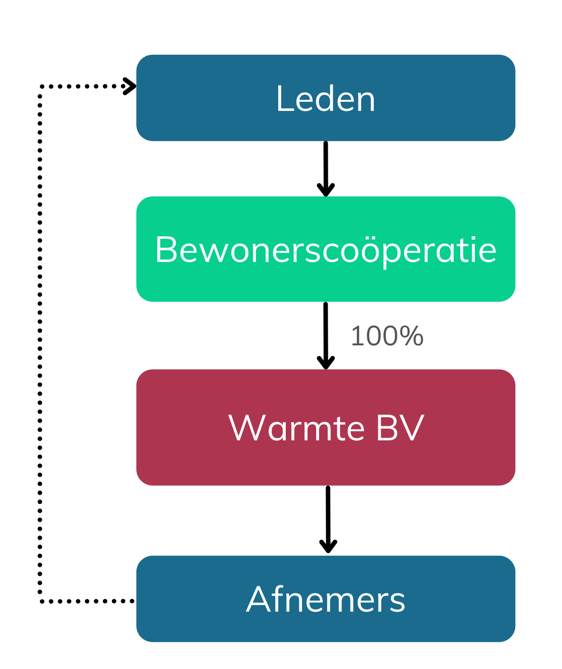 Leden
Bewonerscoöperatie
100%
Warmte BV
Afnemers